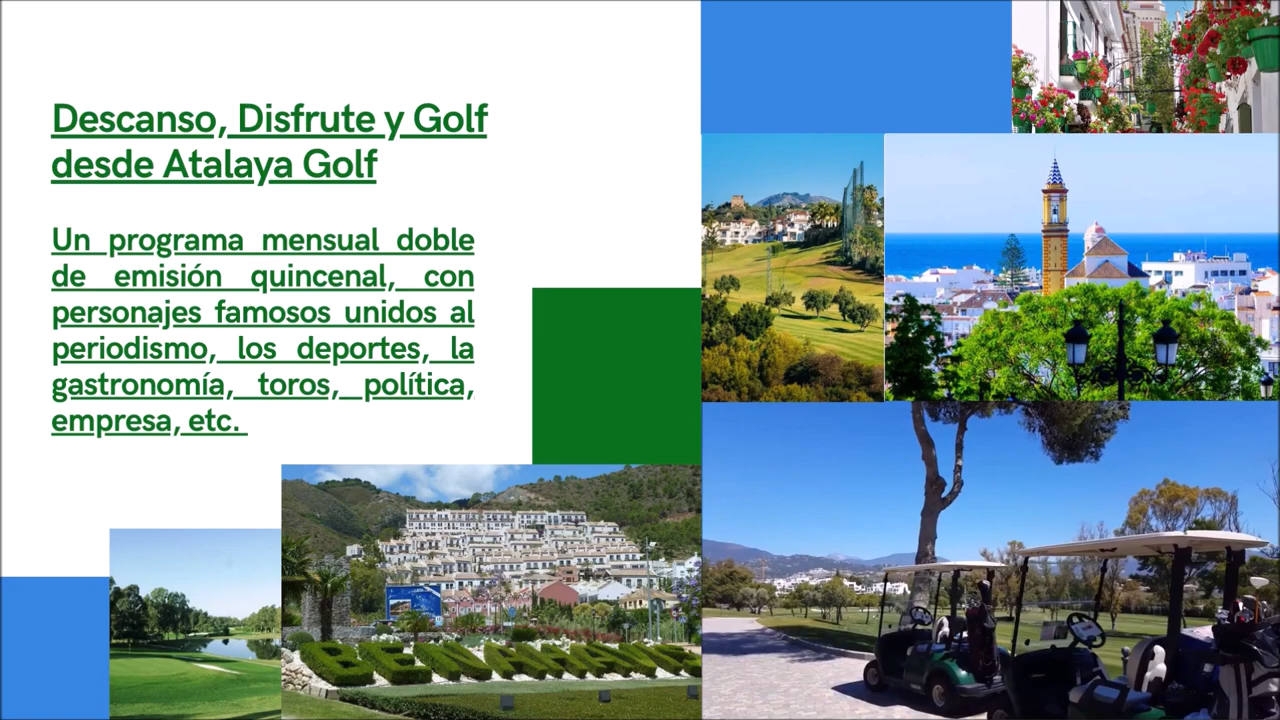 Descanso, Disfrute y Golf
desde Atalaya Golf
Un programa mensual doble
de emisión quincenal, con
personajes famosos unidos al
periodismo, los deportes, la
gastronomía, toros, política,
empresa, etc.
BENAHAVI